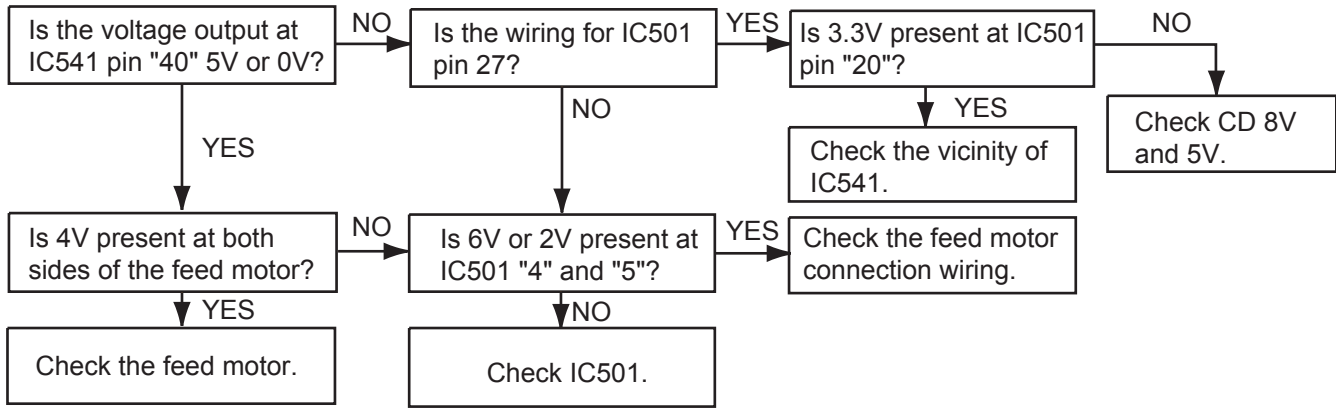 Is the voltage output at
IC541 pin "40" 5V or 0V?
NO
Is the wiring for IC501
pin 27?
YES
Is 3.3V present at IC501
pin "20"?
NO
YES
NO
YES
Check the vicinity of
IC541.
Check CD 8V
and 5V.
Is 4V present at both
sides of the feed motor?
NO
Is 6V or 2V present at
IC501 "4" and "5"?
YES
Check the feed motor
connection wiring.
YES
NO
Check the feed motor.
Check IC501.